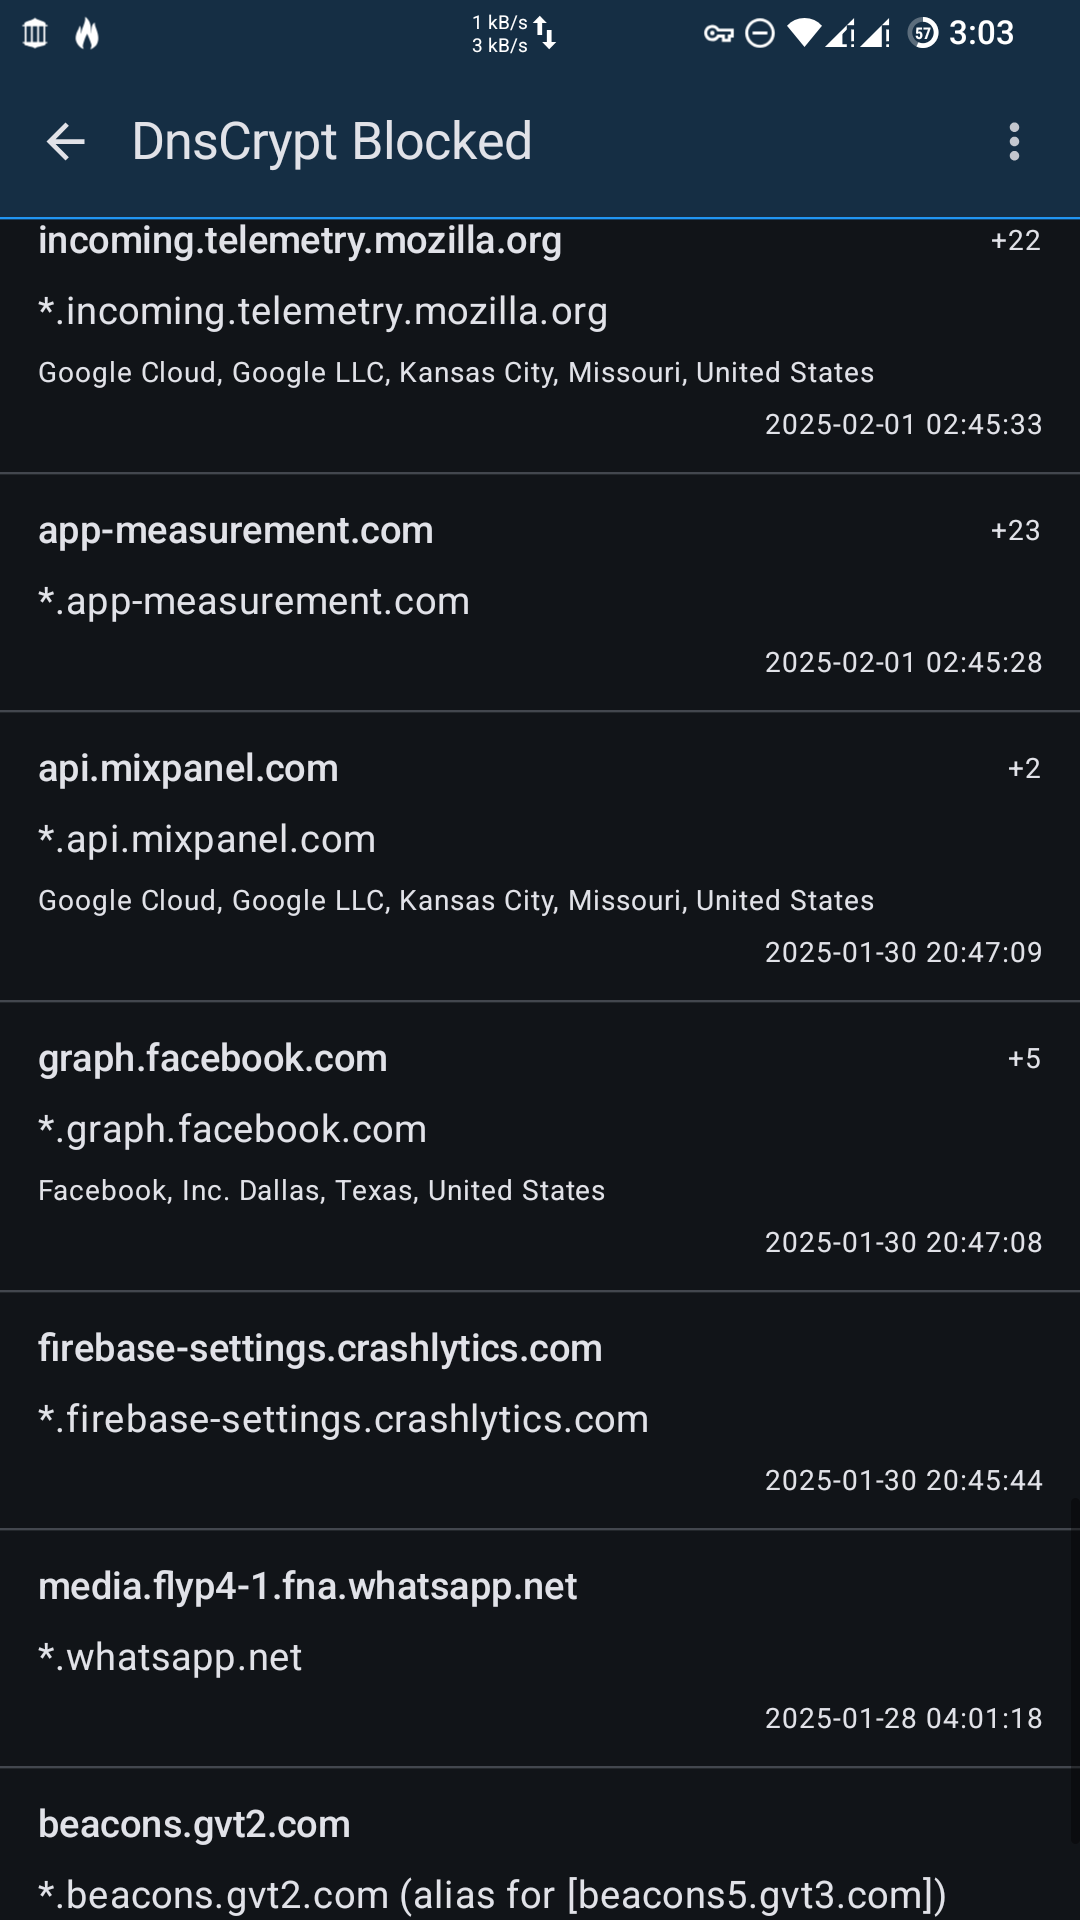 1 kB/s
3 kB/s
57
3:03
DnsCrypt Blocked
incoming.telemetry.mozilla.org +22
*.incoming.telemetry.mozilla.org
Google Cloud, Google LLC, Kansas City, Missouri, United States
2025-02-01 02:45:33
app-measurement.com +23
*.app-measurement.com
2025-02-01 02:45:28
api.mixpanel.com +2
*.api.mixpanel.com
Google Cloud, Google LLC, Kansas City, Missouri, United States
2025-01-30 20:47:09
graph.facebook.com +5
*.graph.facebook.com
Facebook, Inc. Dallas, Texas, United States
2025-01-30 20:47:08
firebase-settings.crashlytics.com
*.firebase-settings.crashlytics.com
2025-01-30 20:45:44
media.flyp4-1.fna.whatsapp.net
*.whatsapp.net
2025-01-28 04:01:18
beacons.gvt2.com
*.beacons.gvt2.com (alias for [beacons5.gvt3.com])